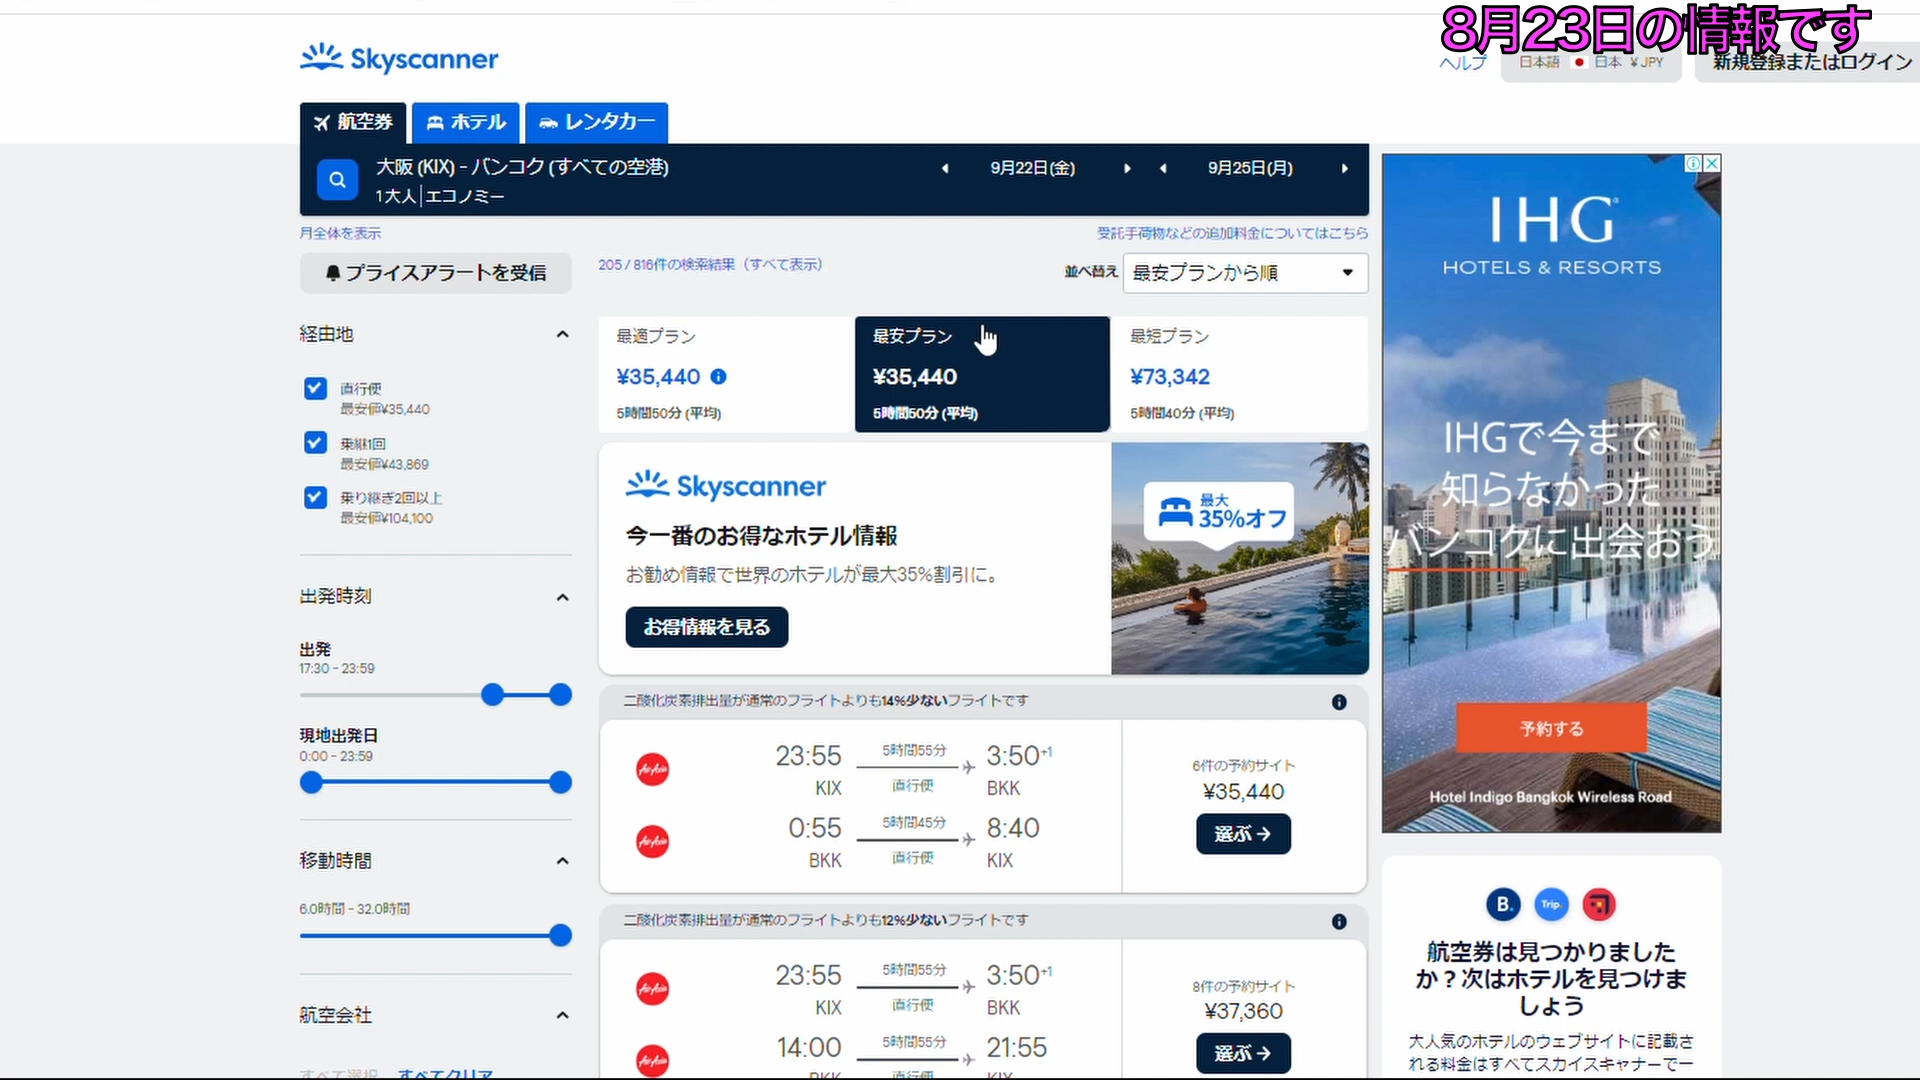 8月23日の情報です
Skyscanner
ヘルプ
日本語 日本 ¥ JPY
新規登録またはログイン
航空券
ホテル
レンタカー
大阪 (KIX) - バンコク (すべての空港)
1大人 エコノミー
9月22日(金)
9月25日(月)
月全体を表示
受託手荷物などの追加料金についてはこちら
プライスアラートを受信
205 / 816件の検索結果（すべて表示）
並べ替え
最安プランから順
経由地
直行便
最安値¥35,440
乗継1回
最安値¥43,869
乗り継ぎ2回以上
最安値¥104,100
出発時刻
出発
17:30 - 23:59
現地出発日
0:00 - 23:59
移動時間
6.0時間 - 32.0時間
航空会社
すべて選択
すべてクリア
最適プラン
¥35,440
5時間50分 (平均)
最安プラン
¥35,440
5時間50分 (平均)
最短プラン
¥73,342
5時間40分 (平均)
Skyscanner
今一番のお得なホテル情報
お勧め情報で世界のホテルが最大35%割引に。
お得情報を見る
最大
35%オフ
二酸化炭素排出量が通常のフライトよりも14%少ないフライトです
AirAsia
23:55
KIX
5時間55分
直行便
3:50+1
BKK
AirAsia
0:55
BKK
5時間45分
直行便
8:40
KIX
6件の予約サイト
¥35,440
選ぶ→
二酸化炭素排出量が通常のフライトよりも12%少ないフライトです
AirAsia
23:55
KIX
5時間55分
直行便
3:50+1
BKK
AirAsia
14:00
BKK
5時間55分
直行便
21:55
KIX
8件の予約サイト
¥37,360
選ぶ→
IHG
HOTELS & RESORTS
IHGで今まで
知らなかった
バンコクに出会おう
予約する
Hotel Indigo Bangkok Wireless Road
B.
Trip.
航空券は見つかりました
か？次はホテルを見つけま
しょう
大人気のホテルのウェブサイトに記載さ
れる料金はすべてスカイスキャナーで一